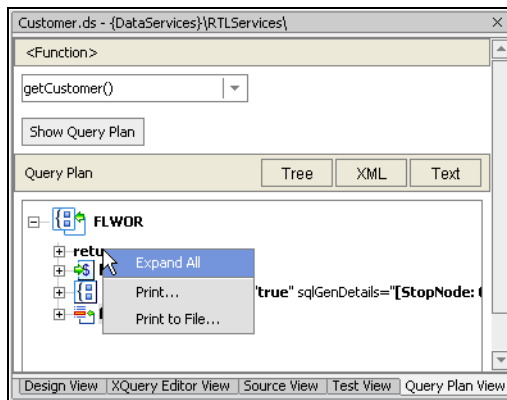 Customer.ds - {DataServices}\RTLServices\
<Function>
getCustomer()
Show Query Plan
Query Plan Tree XML Text
FLWOR
Expand All
Print... "true" sqlGenDetails="[StopNode:
Print to File...
Design View XQuery Editor View Source View Test View Query Plan View